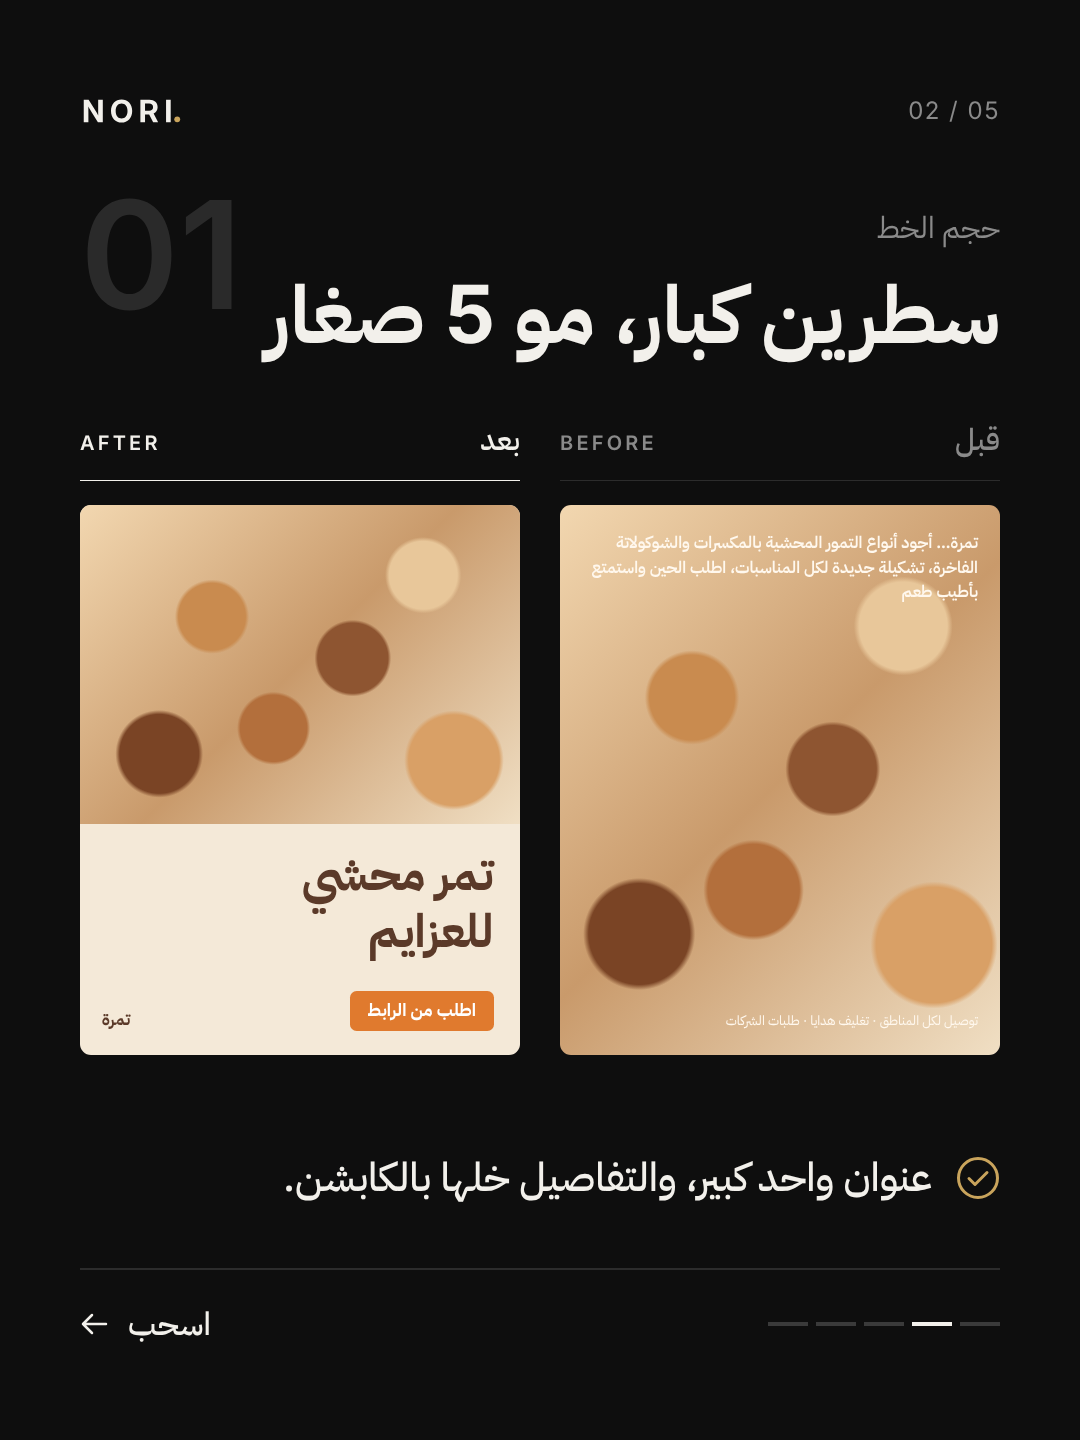 NORI.
02 / 05
01
حجم الخط
سطرين كبار، مو 5 صغار
قبل
BEFORE
بعد
AFTER
تمرة... أجود أنواع التمور المحشية بالمكسرات والشوكولاتة
الفاخرة، تشكيلة جديدة لكل المناسبات، اطلب الحين واستمتع
بأطيب طعم
توصيل لكل المناطق · تغليف هدايا · طلبات الشركات
تمر محشي
للعزايم
اطلب من الرابط
تمرة
عنوان واحد كبير، والتفاصيل خلها بالكابشن.
اسحب ←